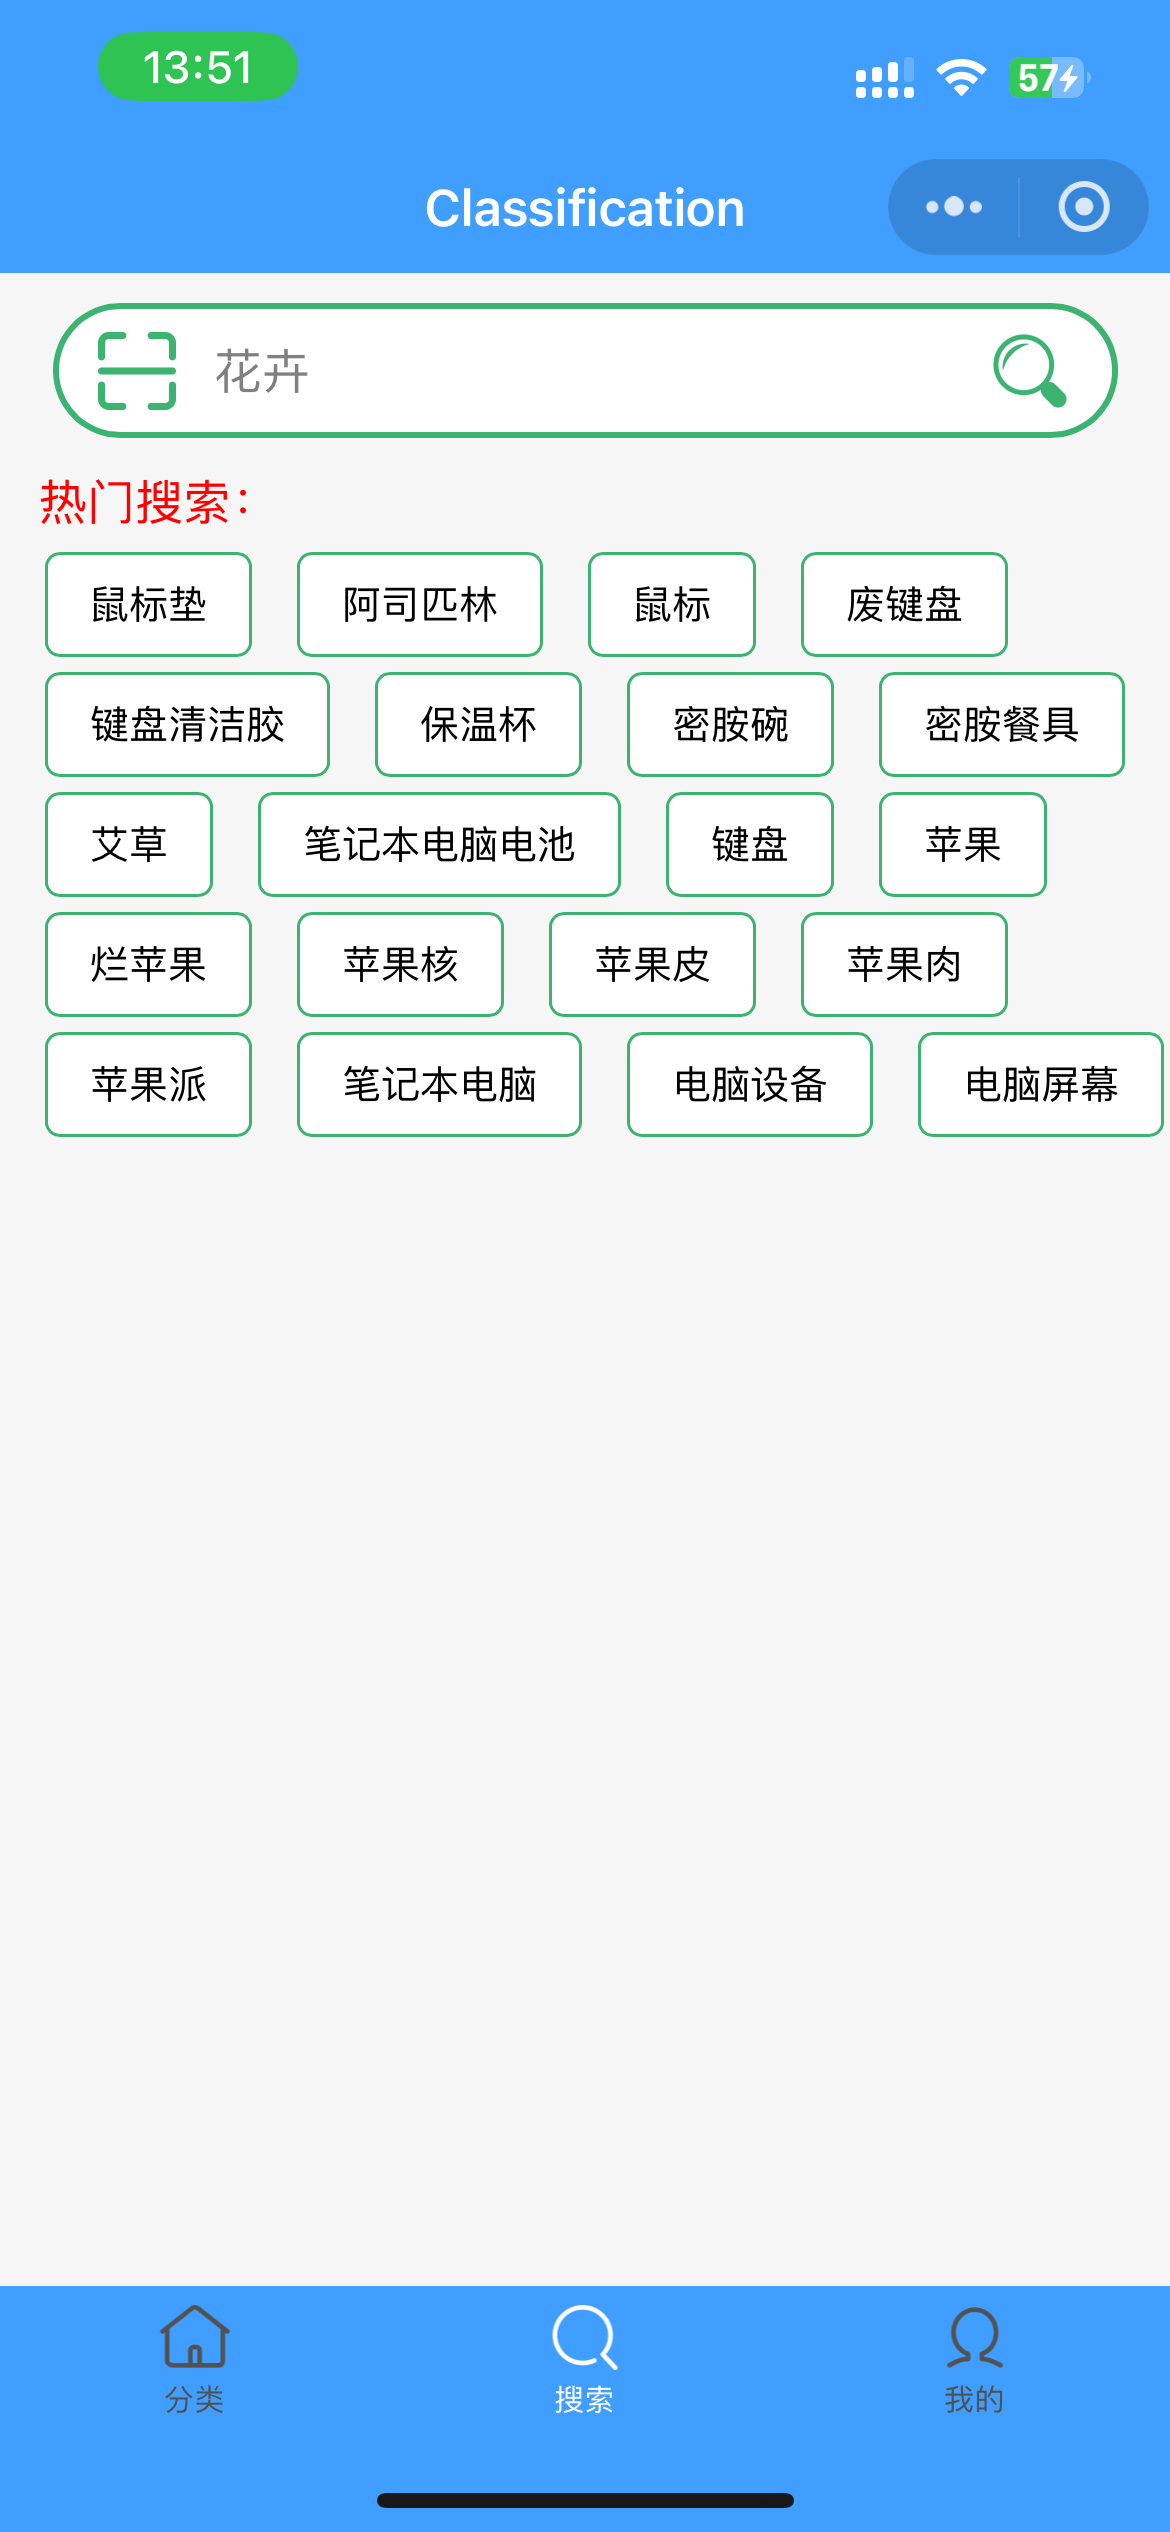 13:51
57
Classification
花卉
热门搜索：
鼠标垫 阿司匹林 鼠标 废键盘
键盘清洁胶 保温杯 密胺碗 密胺餐具
艾草 笔记本电脑电池 键盘 苹果
烂苹果 苹果核 苹果皮 苹果肉
苹果派 笔记本电脑 电脑设备 电脑屏幕
分类 搜索 我的